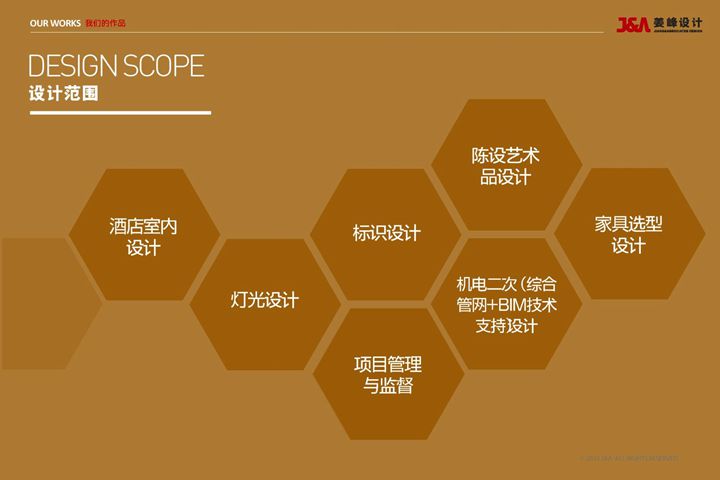 OUR WORKS 我们的作品
J&A 姜峰设计
DESIGN SCOPE
设计范围
陈设艺术
品设计
酒店室内
设计
标识设计
家具选型
设计
灯光设计
机电二次（综合
管网+BIM技术
支持)设计
项目管理
与监督